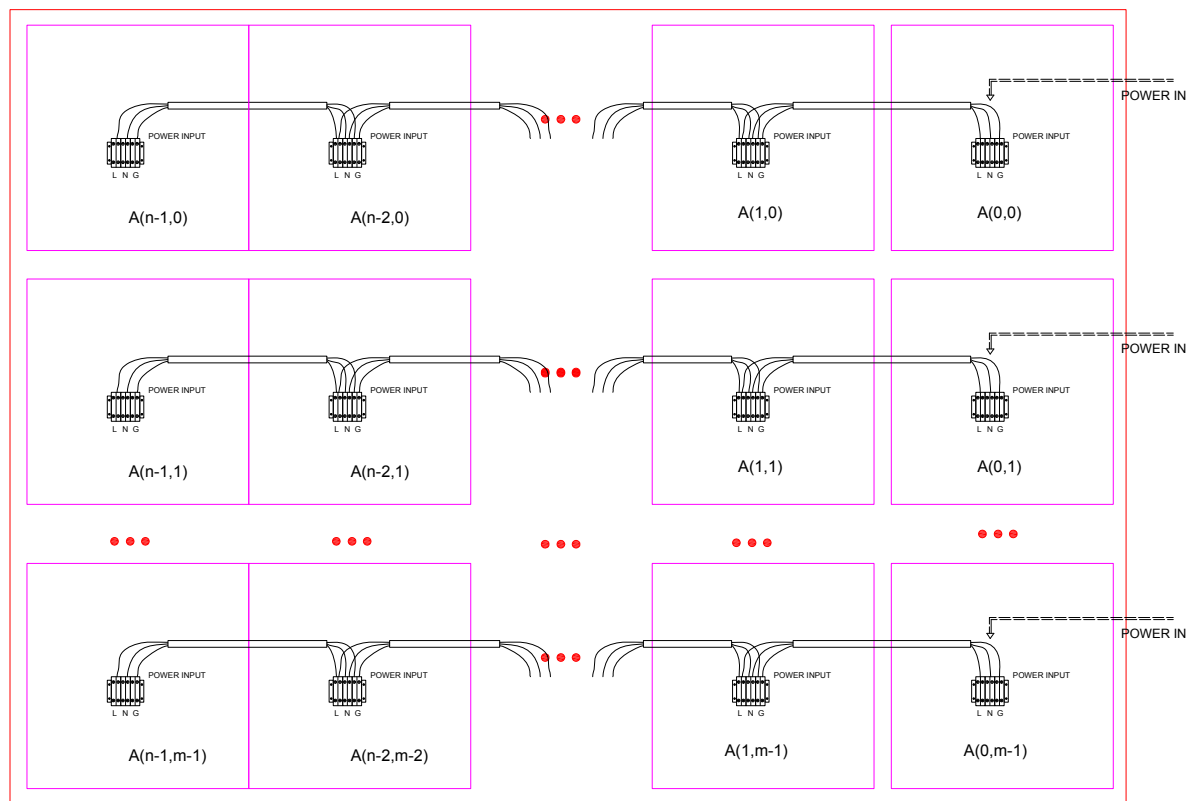 POWER IN
POWER INPUT POWER INPUT POWER INPUT POWER INPUT
L N G L N G L N G L N G
A(n-1,0) A(n-2,0) A(1,0) A(0,0)
POWER IN
POWER INPUT POWER INPUT POWER INPUT POWER INPUT
L N G L N G L N G L N G
A(n-1,1) A(n-2,1) A(1,1) A(0,1)
POWER IN
POWER INPUT POWER INPUT POWER INPUT POWER INPUT
L N G L N G L N G L N G
A(n-1,m-1) A(n-2,m-2) A(1,m-1) A(0,m-1)